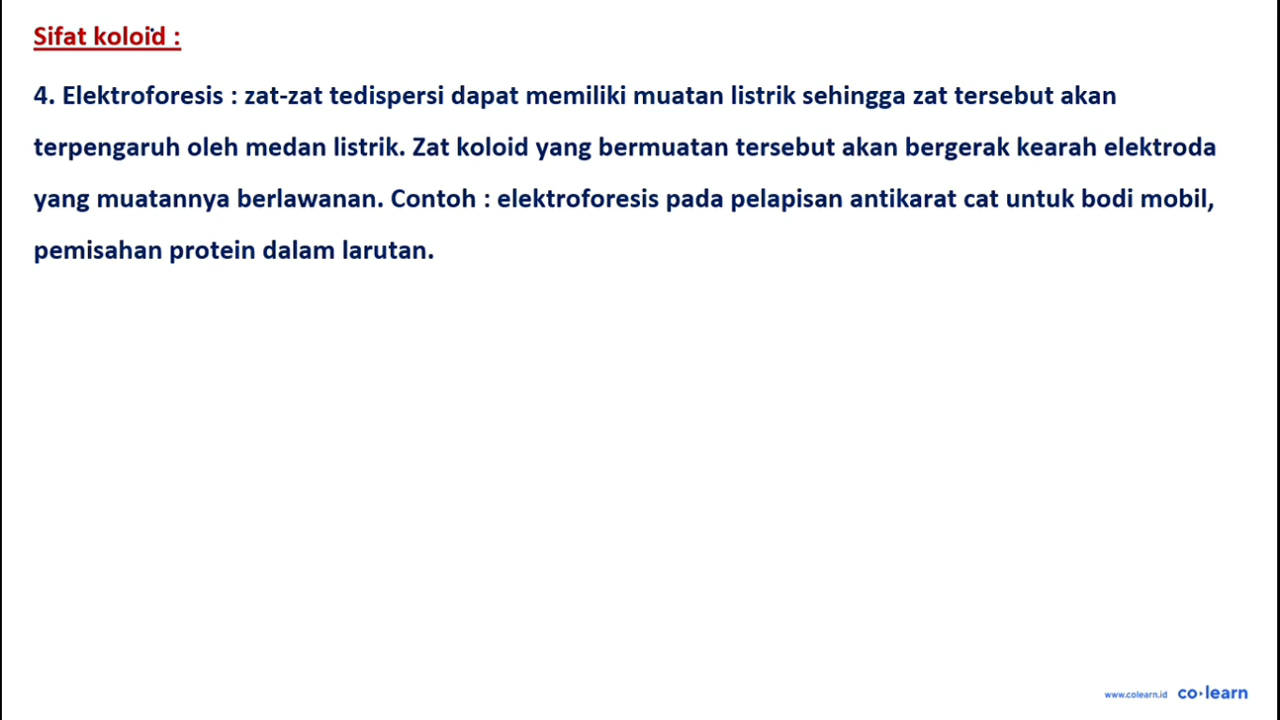 Sifat koloid :
4. Elektroforesis : zat-zat tedispersi dapat memiliki muatan listrik sehingga zat tersebut akan
terpengaruh oleh medan listrik. Zat koloid yang bermuatan tersebut akan bergerak kearah elektroda
yang muatannya berlawanan. Contoh : elektroforesis pada pelapisan antikarat cat untuk bodi mobil,
pemisahan protein dalam larutan.
www.colearn.id co·learn